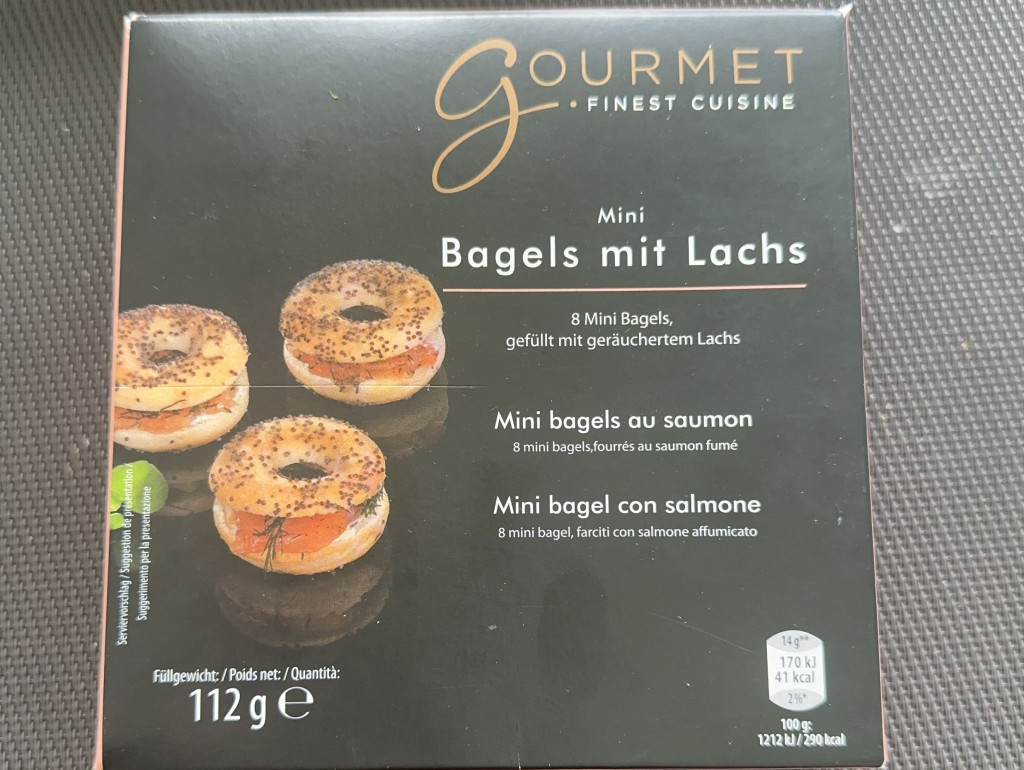 GOURMET
• FINEST CUISINE
Mini
Bagels mit Lachs
8 Mini Bagels,
gefüllt mit geräuchertem Lachs
Mini bagels au saumon
8 mini bagels,fourrés au saumon fumé
Mini bagel con salmone
8 mini bagel, farciti con salmone affumicato
Serviervorschlag / Suggestion de présentation /
Suggerimento per la presentazione
Füllgewicht: / Poids net: / Quantità:
112 g ℮
14 g**
170 kJ
41 kcal
2 %*
100 g:
1212 kJ / 290 kcal